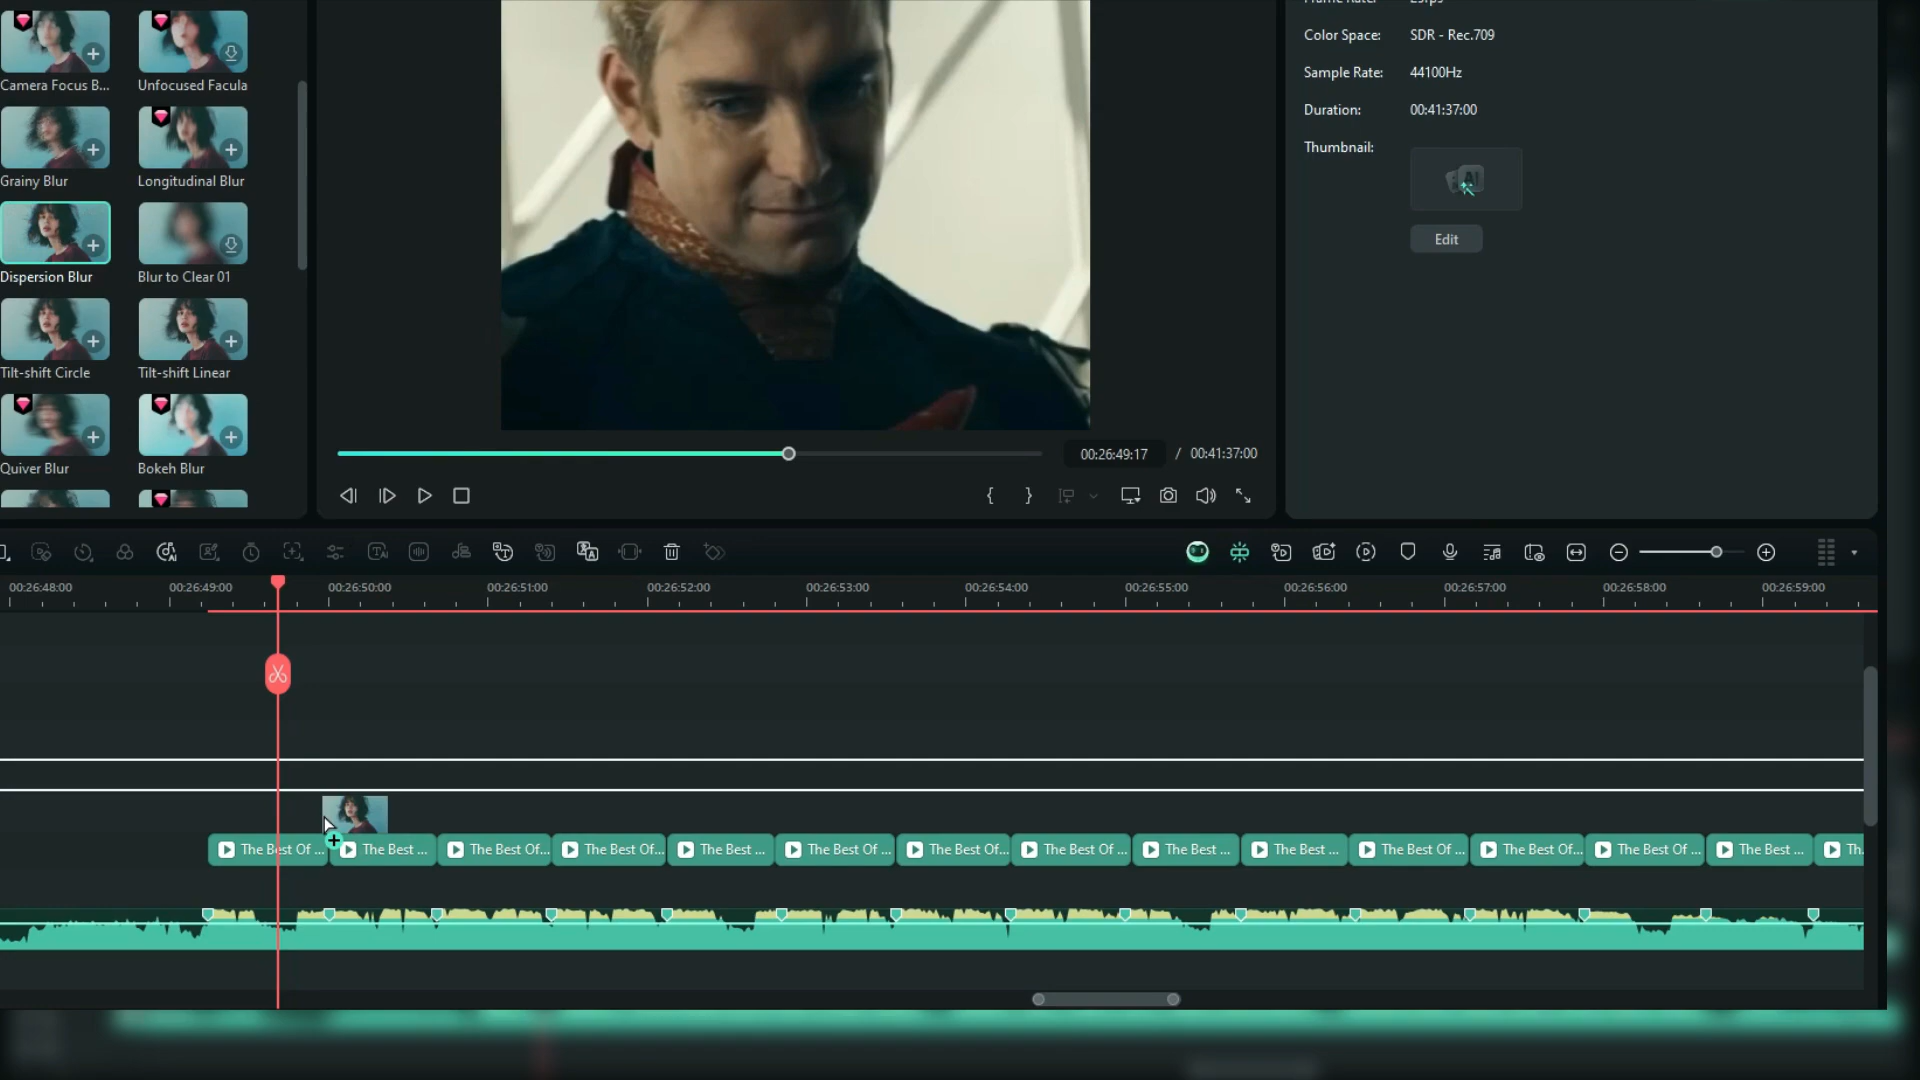 Camera Focus B...
Unfocused Facula
Grainy Blur
Longitudinal Blur
Dispersion Blur
Blur to Clear 01
Tilt-shift Circle
Tilt-shift Linear
Quiver Blur
Bokeh Blur
00:26:49:17 / 00:41:37:00
Frame Rate: 25fps
Color Space: SDR - Rec.709
Sample Rate: 44100Hz
Duration: 00:41:37:00
Thumbnail:
AI
Edit
00:26:48:00 00:26:49:00 00:26:50:00 00:26:51:00 00:26:52:00 00:26:53:00 00:26:54:00 00:26:55:00 00:26:56:00 00:26:57:00 00:26:58:00 00:26:59:00
The Best Of ... The Best ... The Best Of... The Best Of... The Best ... The Best Of ... The Best Of... The Best Of ... The Best ... The Best ... The Best Of ... The Best Of... The Best Of ... The Best ... Th.